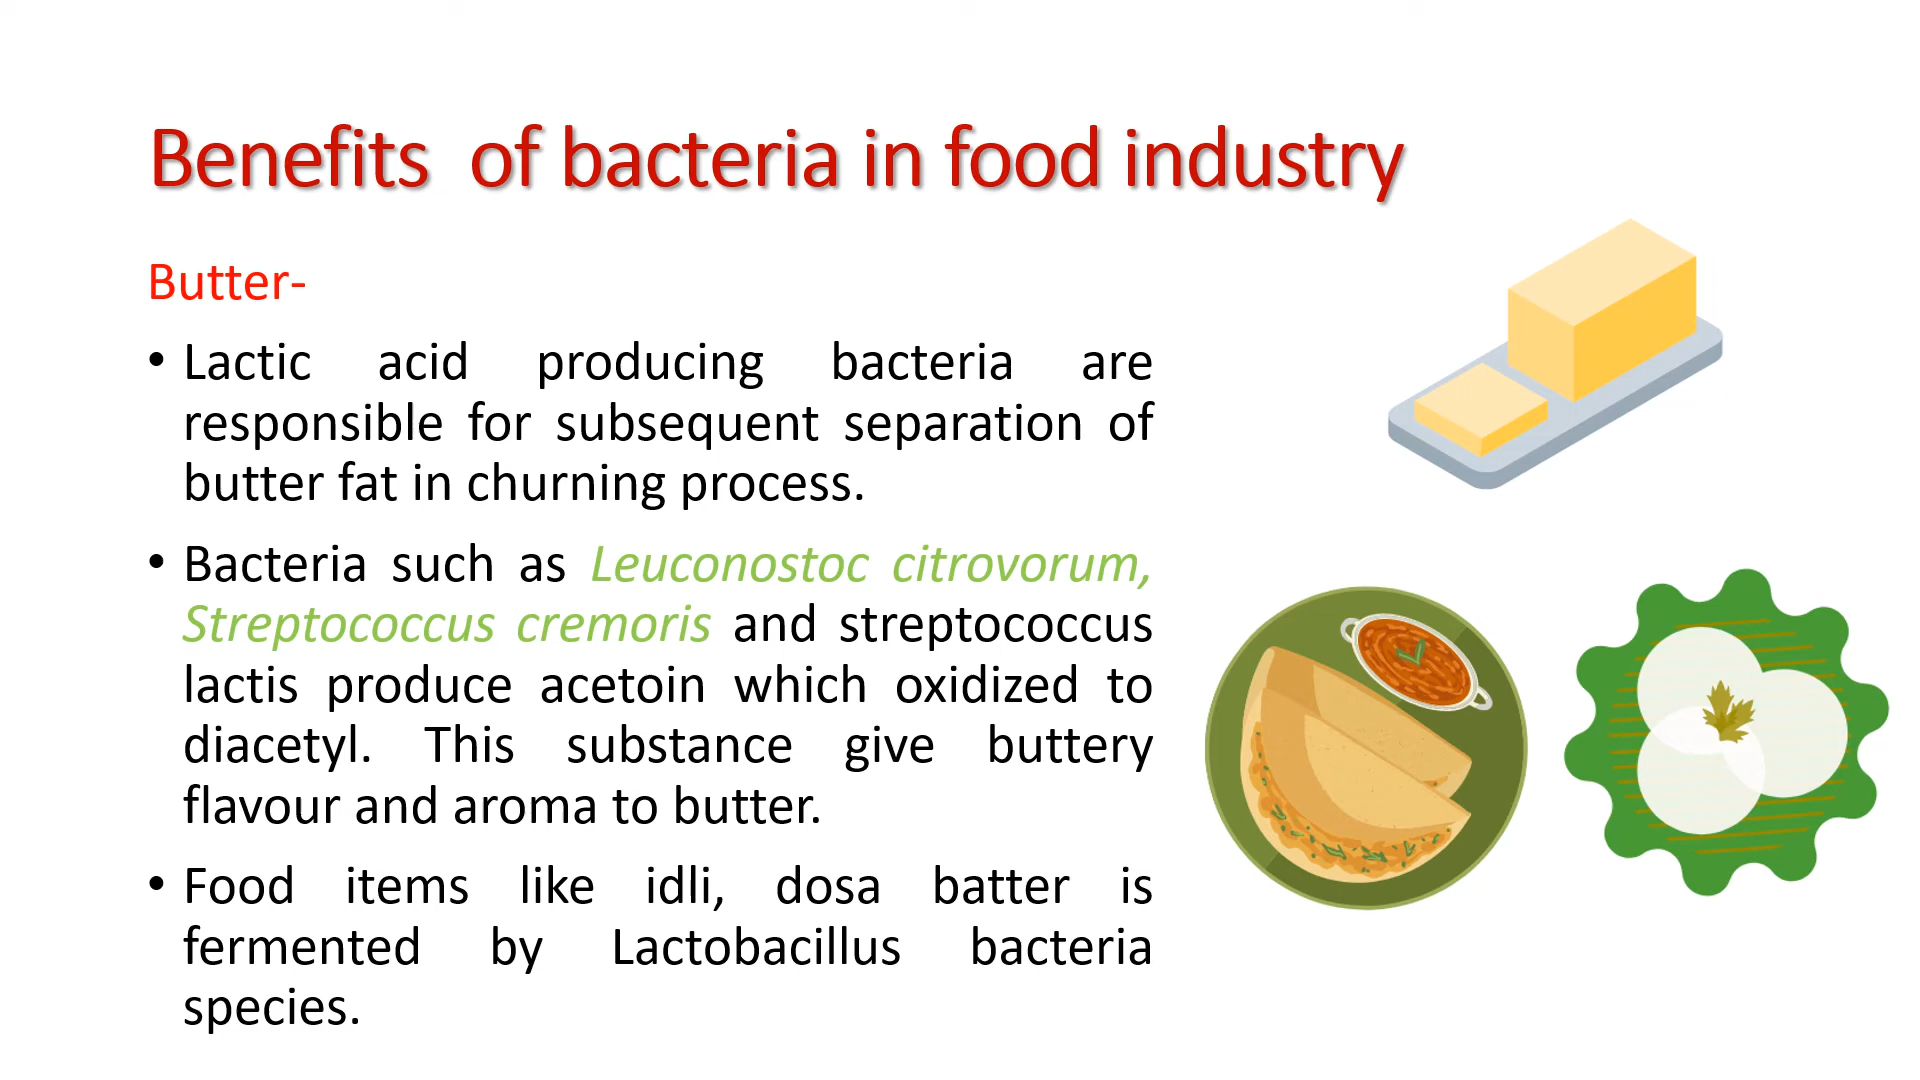 Benefits of bacteria in food industry
Butter-
• Lactic acid producing bacteria are
responsible for subsequent separation of
butter fat in churning process.
• Bacteria such as Leuconostoc citrovorum,
Streptococcus cremoris and streptococcus
lactis produce acetoin which oxidized to
diacetyl. This substance give buttery
flavour and aroma to butter.
• Food items like idli, dosa batter is
fermented by Lactobacillus bacteria
species.